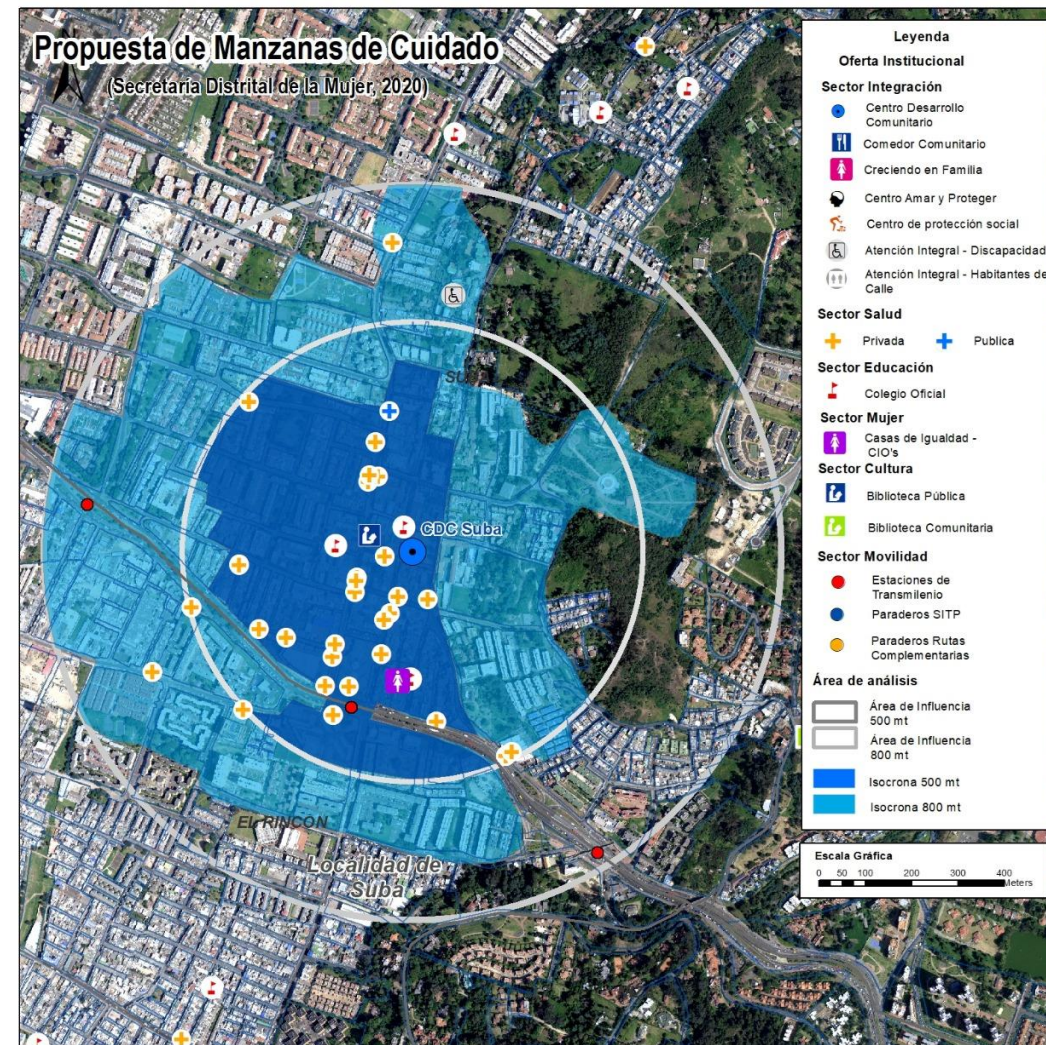 Propuesta de Manzanas de Cuidado
(Secretaría Distrital de la Mujer, 2020)
CDC Suba
EL RINCON
Localidad de
Suba
Leyenda
Oferta Institucional
Sector Integración
Centro Desarrollo
Comunitario
Comedor Comunitario
Creciendo en Familia
Centro Amar y Proteger
Centro de protección social
Atención Integral - Discapacidad
Atención Integral - Habitantes de
Calle
Sector Salud
Privada
Publica
Sector Educación
Colegio Oficial
Sector Mujer
Casas de Igualdad -
CIO's
Sector Cultura
Biblioteca Pública
Biblioteca Comunitaria
Sector Movilidad
Estaciones de
Transmilenio
Paraderos SITP
Paraderos Rutas
Complementarias
Área de análisis
Área de Influencia
500 mt
Área de Influencia
800 mt
Isocrona 500 mt
Isocrona 800 mt
Escala Gráfica
0 50 100 200 300 400
Meters